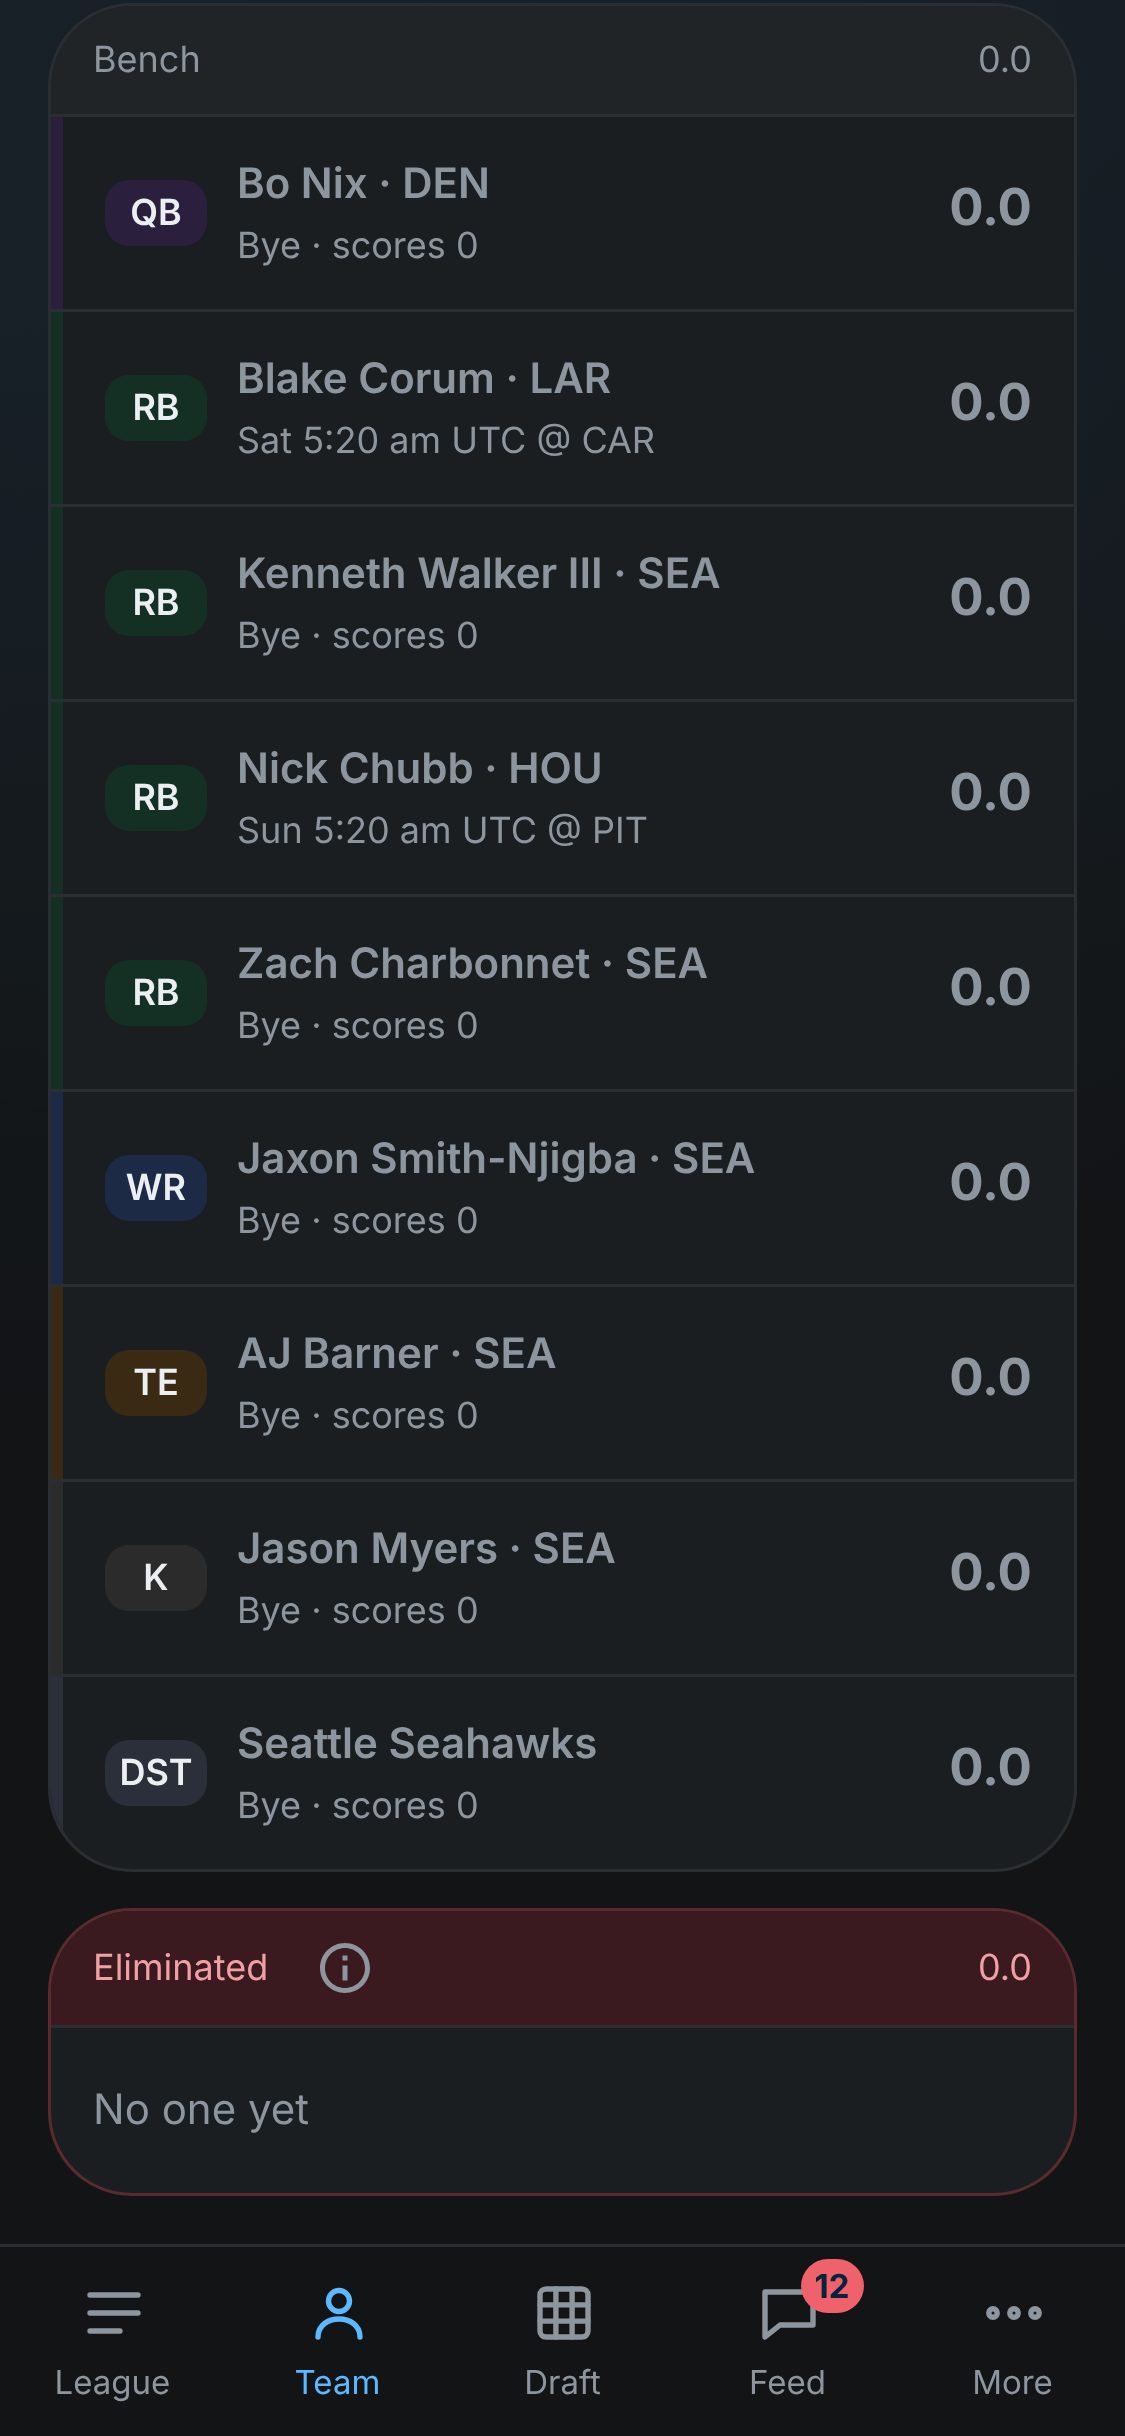 Bench 0.0
QB Bo Nix · DEN 0.0
Bye · scores 0
RB Blake Corum · LAR 0.0
Sat 5:20 am UTC @ CAR
RB Kenneth Walker III · SEA 0.0
Bye · scores 0
RB Nick Chubb · HOU 0.0
Sun 5:20 am UTC @ PIT
RB Zach Charbonnet · SEA 0.0
Bye · scores 0
WR Jaxon Smith-Njigba · SEA 0.0
Bye · scores 0
TE AJ Barner · SEA 0.0
Bye · scores 0
K Jason Myers · SEA 0.0
Bye · scores 0
DST Seattle Seahawks 0.0
Bye · scores 0
Eliminated 0.0
No one yet
12
League Team Draft Feed More